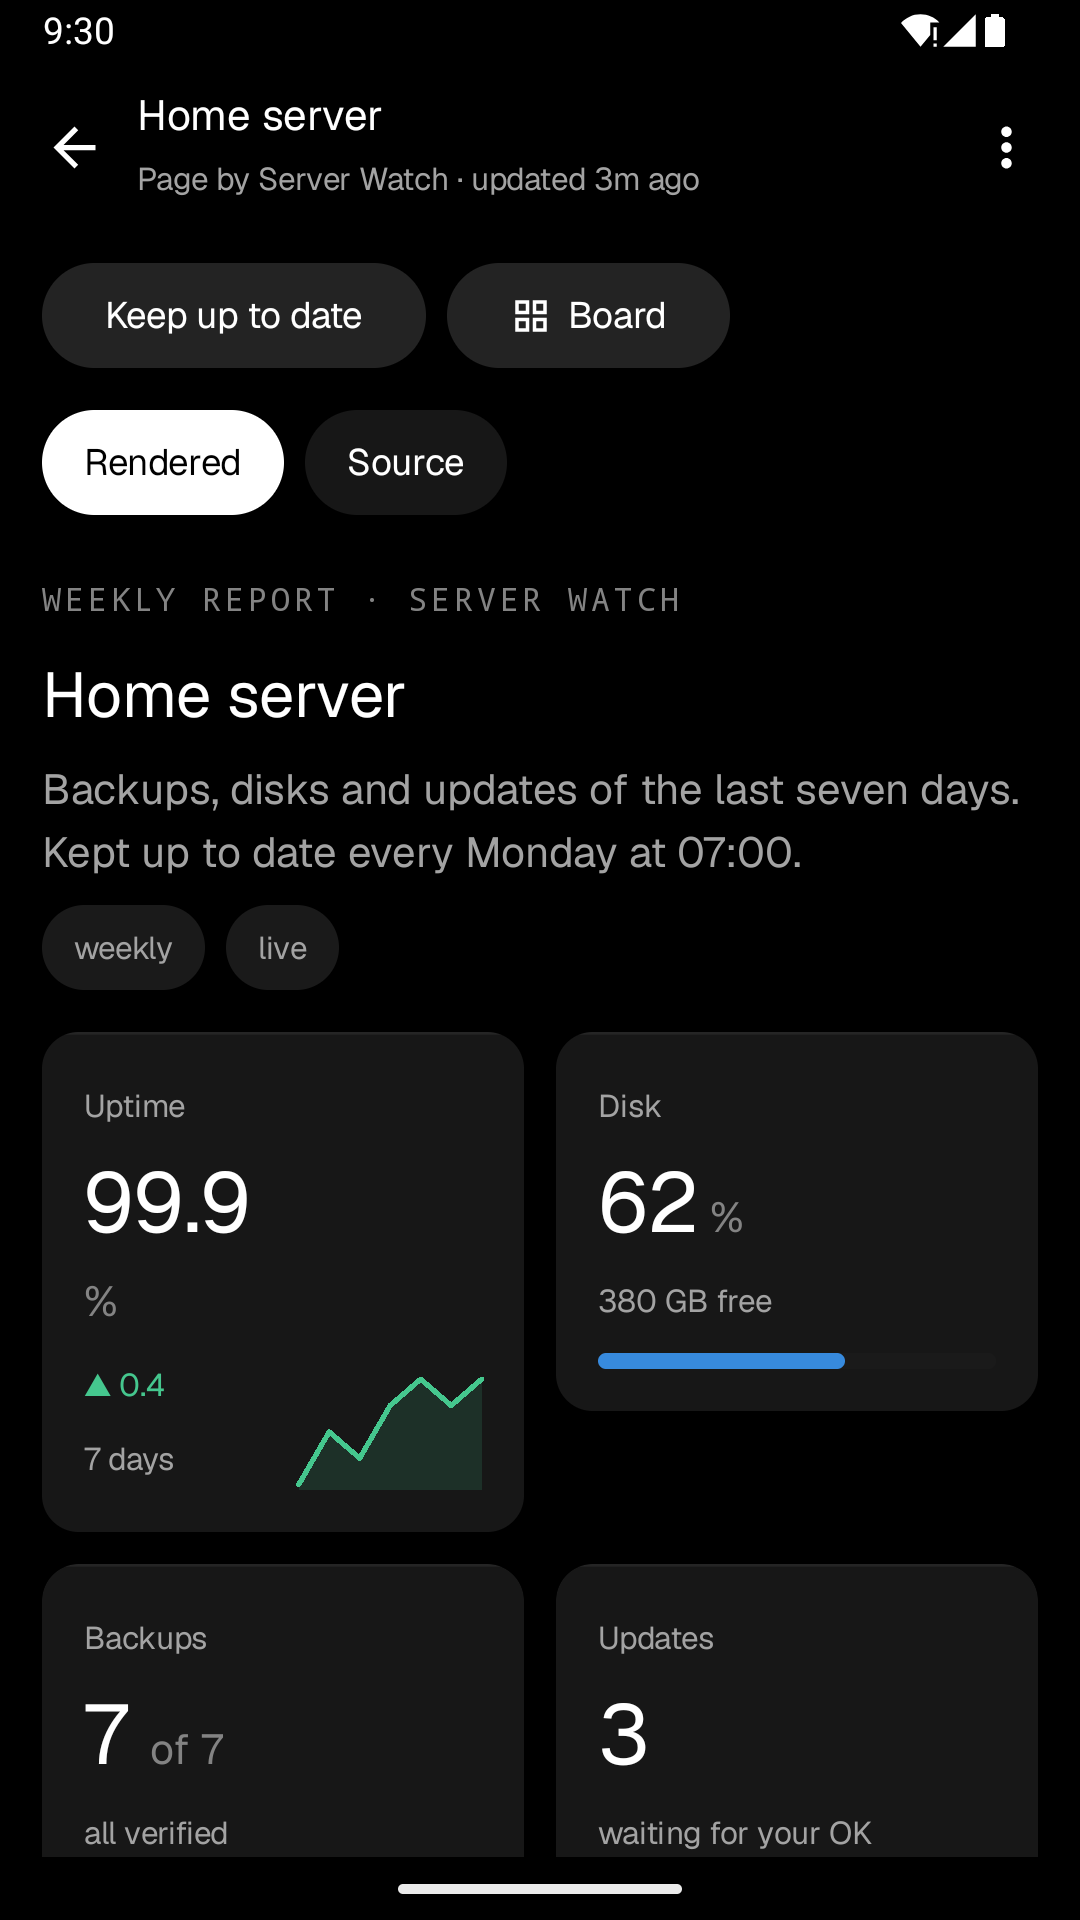 9:30
Home server
Page by Server Watch · updated 3m ago
Keep up to date
Board
Rendered
Source
WEEKLY REPORT · SERVER WATCH
Home server
Backups, disks and updates of the last seven days.
Kept up to date every Monday at 07:00.
weekly
live
Uptime
99.9
%
▲ 0.4
7 days
Disk
62 %
380 GB free
Backups
7 of 7
all verified
Updates
3
waiting for your OK